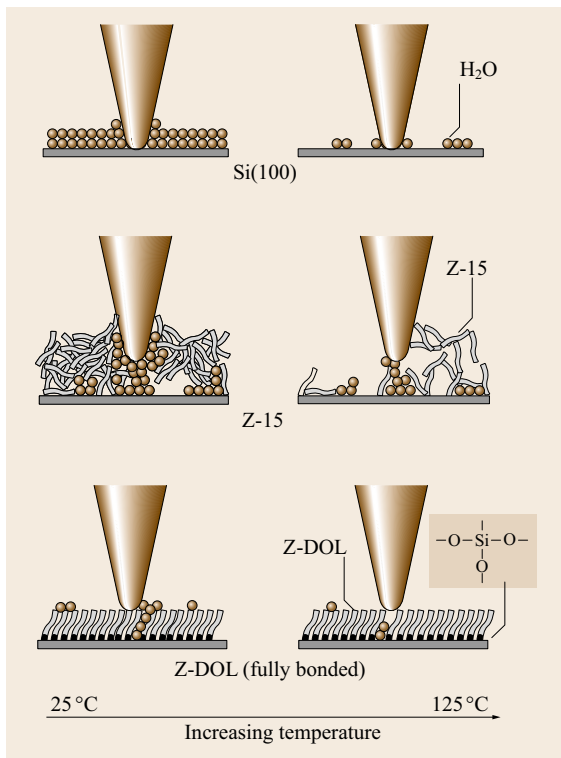 H₂O
Si(100)
Z-15
Z-15
Z-DOL
–O–Si–O–
O
Z-DOL (fully bonded)
25 °C
125 °C
Increasing temperature